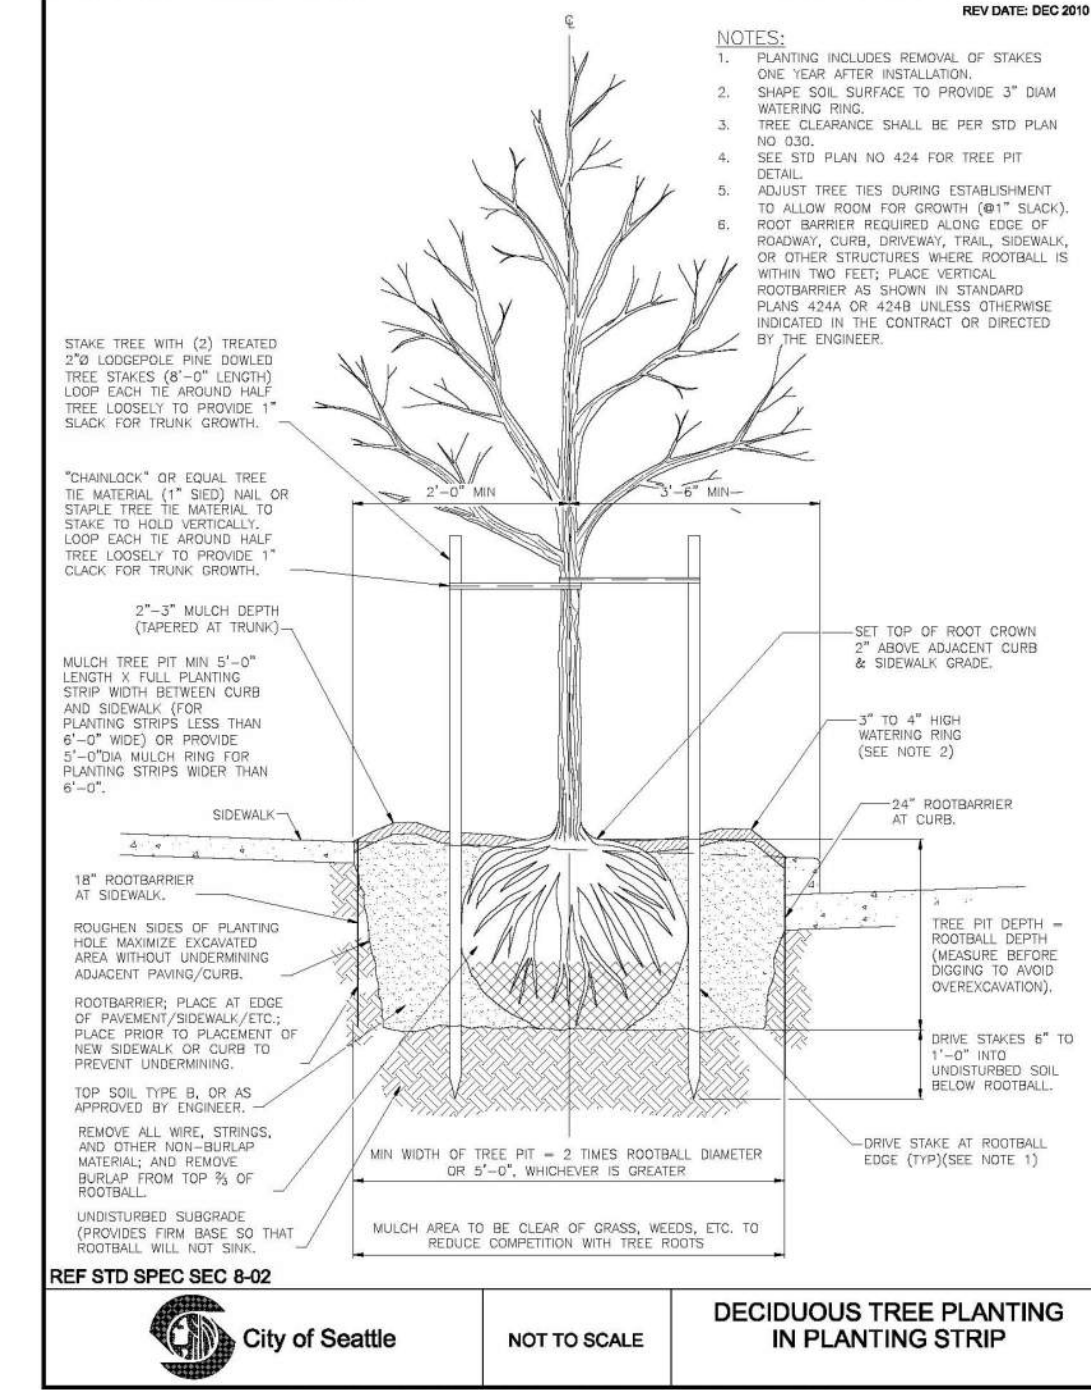 REV DATE: DEC 2010
℄
NOTES:
1. PLANTING INCLUDES REMOVAL OF STAKES
ONE YEAR AFTER INSTALLATION.
2. SHAPE SOIL SURFACE TO PROVIDE 3" DIAM
WATERING RING.
3. TREE CLEARANCE SHALL BE PER STD PLAN
NO 030.
4. SEE STD PLAN NO 424 FOR TREE PIT
DETAIL.
5. ADJUST TREE TIES DURING ESTABLISHMENT
TO ALLOW ROOM FOR GROWTH (@1" SLACK).
6. ROOT BARRIER REQUIRED ALONG EDGE OF
ROADWAY, CURB, DRIVEWAY, TRAIL, SIDEWALK,
OR OTHER STRUCTURES WHERE ROOTBALL IS
WITHIN TWO FEET; PLACE VERTICAL
ROOTBARRIER AS SHOWN IN STANDARD
PLANS 424A OR 424B UNLESS OTHERWISE
INDICATED IN THE CONTRACT OR DIRECTED
BY THE ENGINEER.
STAKE TREE WITH (2) TREATED
2"Ø LODGEPOLE PINE DOWLED
TREE STAKES (8'-0" LENGTH)
LOOP EACH TIE AROUND HALF
TREE LOOSELY TO PROVIDE 1"
SLACK FOR TRUNK GROWTH.
"CHAINLOCK" OR EQUAL TREE
TIE MATERIAL (1" SIED) NAIL OR
STAPLE TREE TIE MATERIAL TO
STAKE TO HOLD VERTICALLY.
LOOP EACH TIE AROUND HALF
TREE LOOSELY TO PROVIDE 1"
CLACK FOR TRUNK GROWTH.
2'-0" MIN
3'-6" MIN
2"-3" MULCH DEPTH
(TAPERED AT TRUNK)
MULCH TREE PIT MIN 5'-0"
LENGTH X FULL PLANTING
STRIP WIDTH BETWEEN CURB
AND SIDEWALK (FOR
PLANTING STRIPS LESS THAN
6'-0" WIDE) OR PROVIDE
5'-0"DIA MULCH RING FOR
PLANTING STRIPS WIDER THAN
6'-0".
SIDEWALK
18" ROOTBARRIER
AT SIDEWALK.
ROUGHEN SIDES OF PLANTING
HOLE MAXIMIZE EXCAVATED
AREA WITHOUT UNDERMINING
ADJACENT PAVING/CURB.
ROOTBARRIER; PLACE AT EDGE
OF PAVEMENT/SIDEWALK/ETC.;
PLACE PRIOR TO PLACEMENT OF
NEW SIDEWALK OR CURB TO
PREVENT UNDERMINING.
TOP SOIL TYPE B, OR AS
APPROVED BY ENGINEER.
REMOVE ALL WIRE, STRINGS,
AND OTHER NON-BURLAP
MATERIAL; AND REMOVE
BURLAP FROM TOP ⅔ OF
ROOTBALL.
UNDISTURBED SUBGRADE
(PROVIDES FIRM BASE SO THAT
ROOTBALL WILL NOT SINK.
SET TOP OF ROOT CROWN
2" ABOVE ADJACENT CURB
& SIDEWALK GRADE.
3" TO 4" HIGH
WATERING RING
(SEE NOTE 2)
24" ROOTBARRIER
AT CURB.
TREE PIT DEPTH =
ROOTBALL DEPTH
(MEASURE BEFORE
DIGGING TO AVOID
OVEREXCAVATION).
DRIVE STAKES 6" TO
1'-0" INTO
UNDISTURBED SOIL
BELOW ROOTBALL.
DRIVE STAKE AT ROOTBALL
EDGE (TYP)(SEE NOTE 1)
MIN WIDTH OF TREE PIT = 2 TIMES ROOTBALL DIAMETER
OR 5'-0", WHICHEVER IS GREATER
MULCH AREA TO BE CLEAR OF GRASS, WEEDS, ETC. TO
REDUCE COMPETITION WITH TREE ROOTS
REF STD SPEC SEC 8-02
City of Seattle
NOT TO SCALE
DECIDUOUS TREE PLANTING
IN PLANTING STRIP